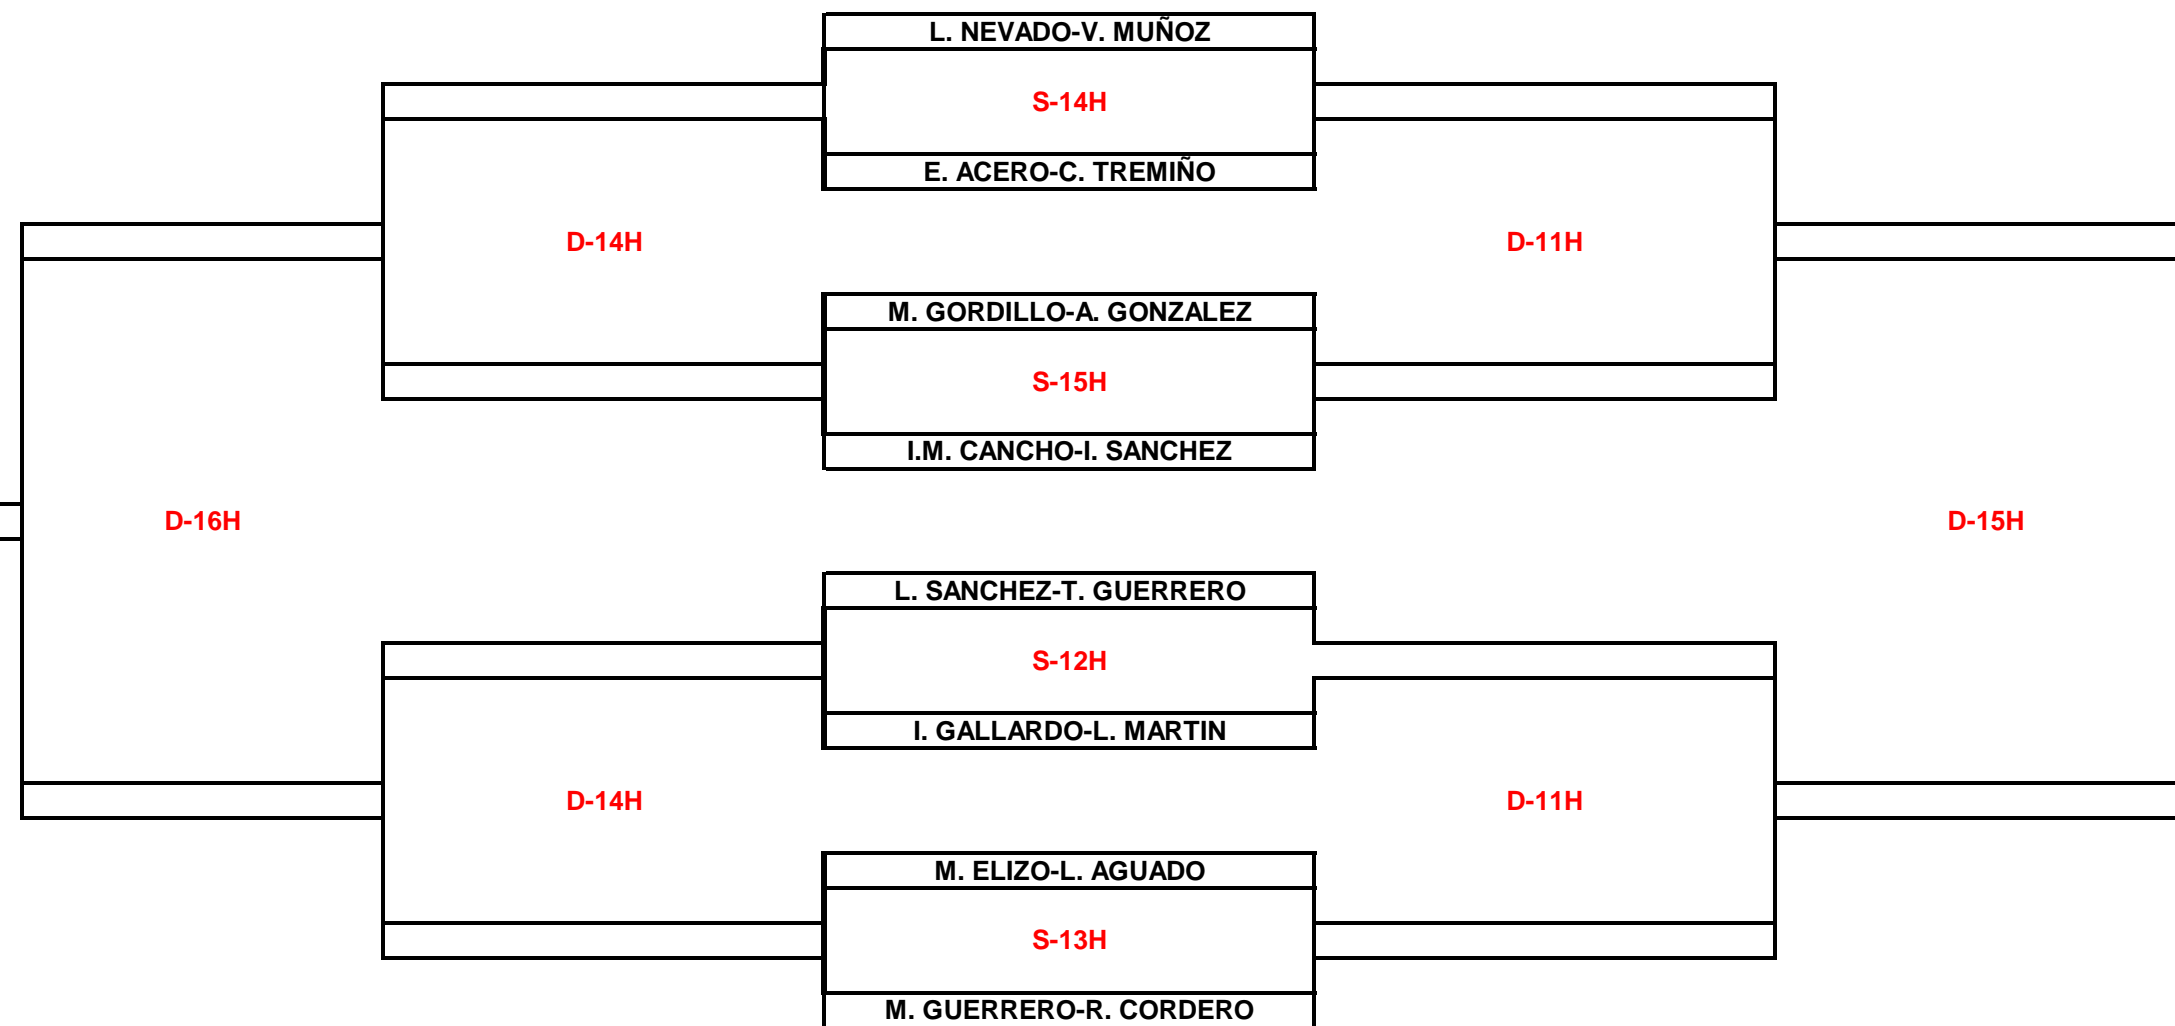 L. NEVADO-V. MUÑOZ
S-14H
E. ACERO-C. TREMIÑO
D-14H
D-11H
M. GORDILLO-A. GONZALEZ
S-15H
I.M. CANCHO-I. SANCHEZ
D-16H
D-15H
L. SANCHEZ-T. GUERRERO
S-12H
I. GALLARDO-L. MARTIN
D-14H
D-11H
M. ELIZO-L. AGUADO
S-13H
M. GUERRERO-R. CORDERO